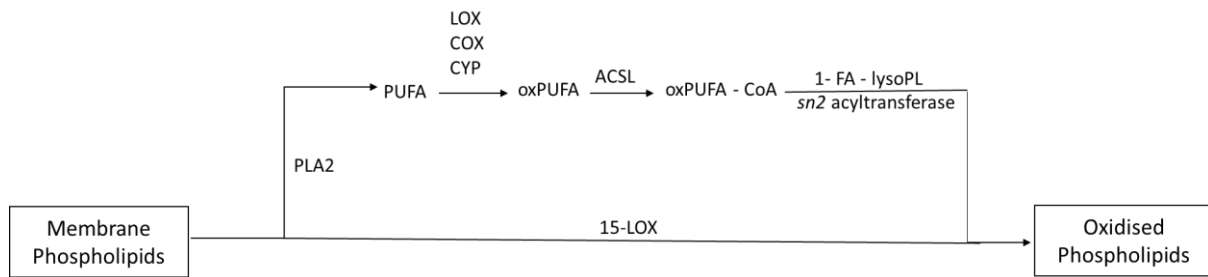 LOX
COX
CYP
PUFA
oxPUFA
ACSL
oxPUFA - CoA
1- FA - lysoPL
sn2 acyltransferase
PLA2
Membrane
Phospholipids
15-LOX
Oxidised
Phospholipids